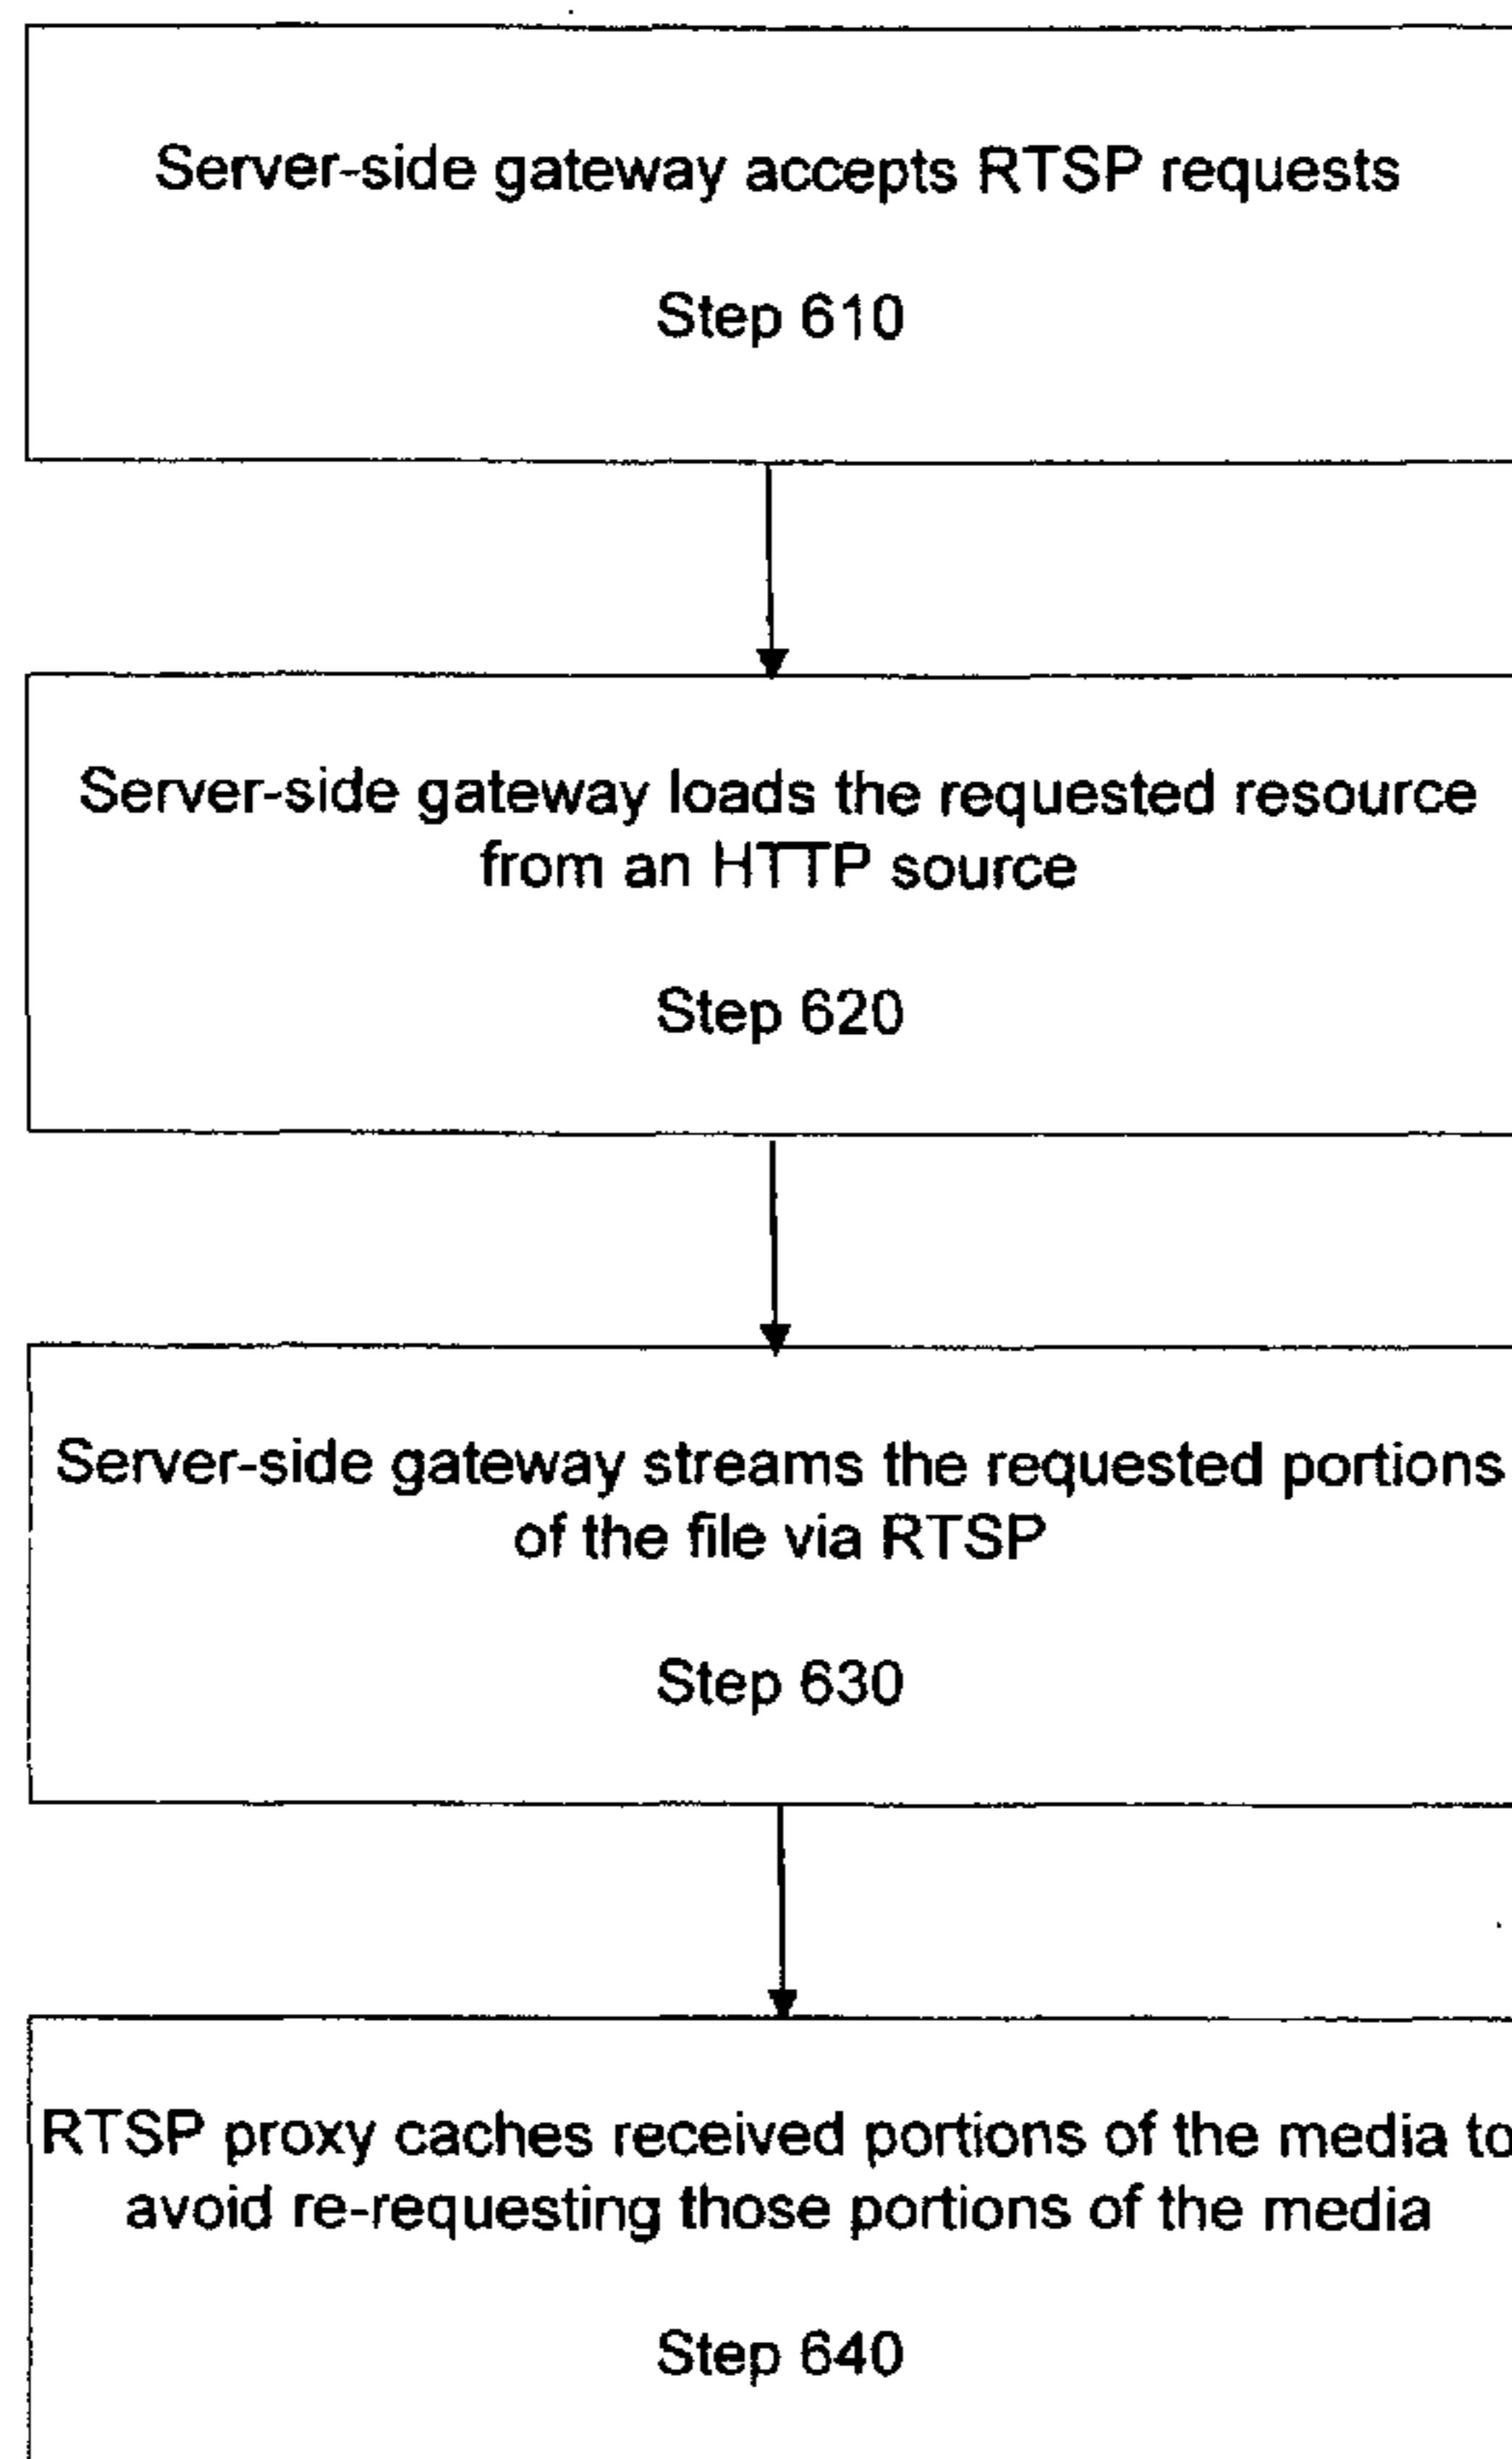 Server-side gateway accepts RTSP requests
Step 610
Server-side gateway loads the requested resource
from an HTTP source
Step 620
Server-side gateway streams the requested portions
of the file via RTSP
Step 630
RTSP proxy caches received portions of the media to
avoid re-requesting those portions of the media
Step 640